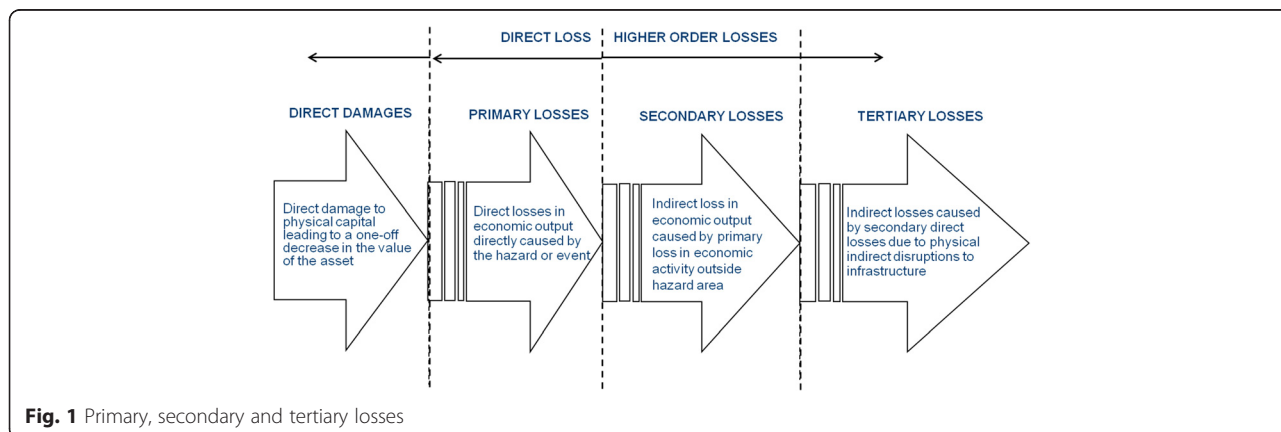 DIRECT LOSS HIGHER ORDER LOSSES
DIRECT DAMAGES PRIMARY LOSSES SECONDARY LOSSES TERTIARY LOSSES
Direct damage to
physical capital
leading to a one-off
decrease in the value
of the asset
Direct losses in
economic output
directly caused by
the hazard or event
Indirect loss in
economic output
caused by primary
loss in economic
activity outside
hazard area
Indirect losses caused
by secondary direct
losses due to physical
indirect disruptions to
infrastructure
Fig. 1 Primary, secondary and tertiary losses